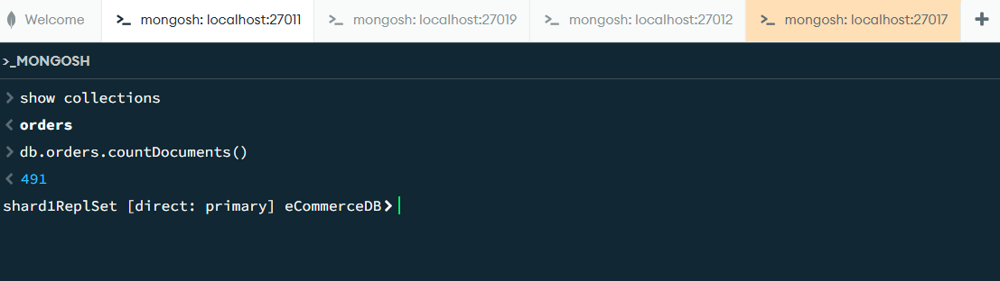 Welcome >_ mongosh: localhost:27011 >_ mongosh: localhost:27019 >_ mongosh: localhost:27012 >_ mongosh: localhost:27017 +
>_MONGOSH
> show collections
< orders
> db.orders.countDocuments()
< 491
shard1ReplSet [direct: primary] eCommerceDB>